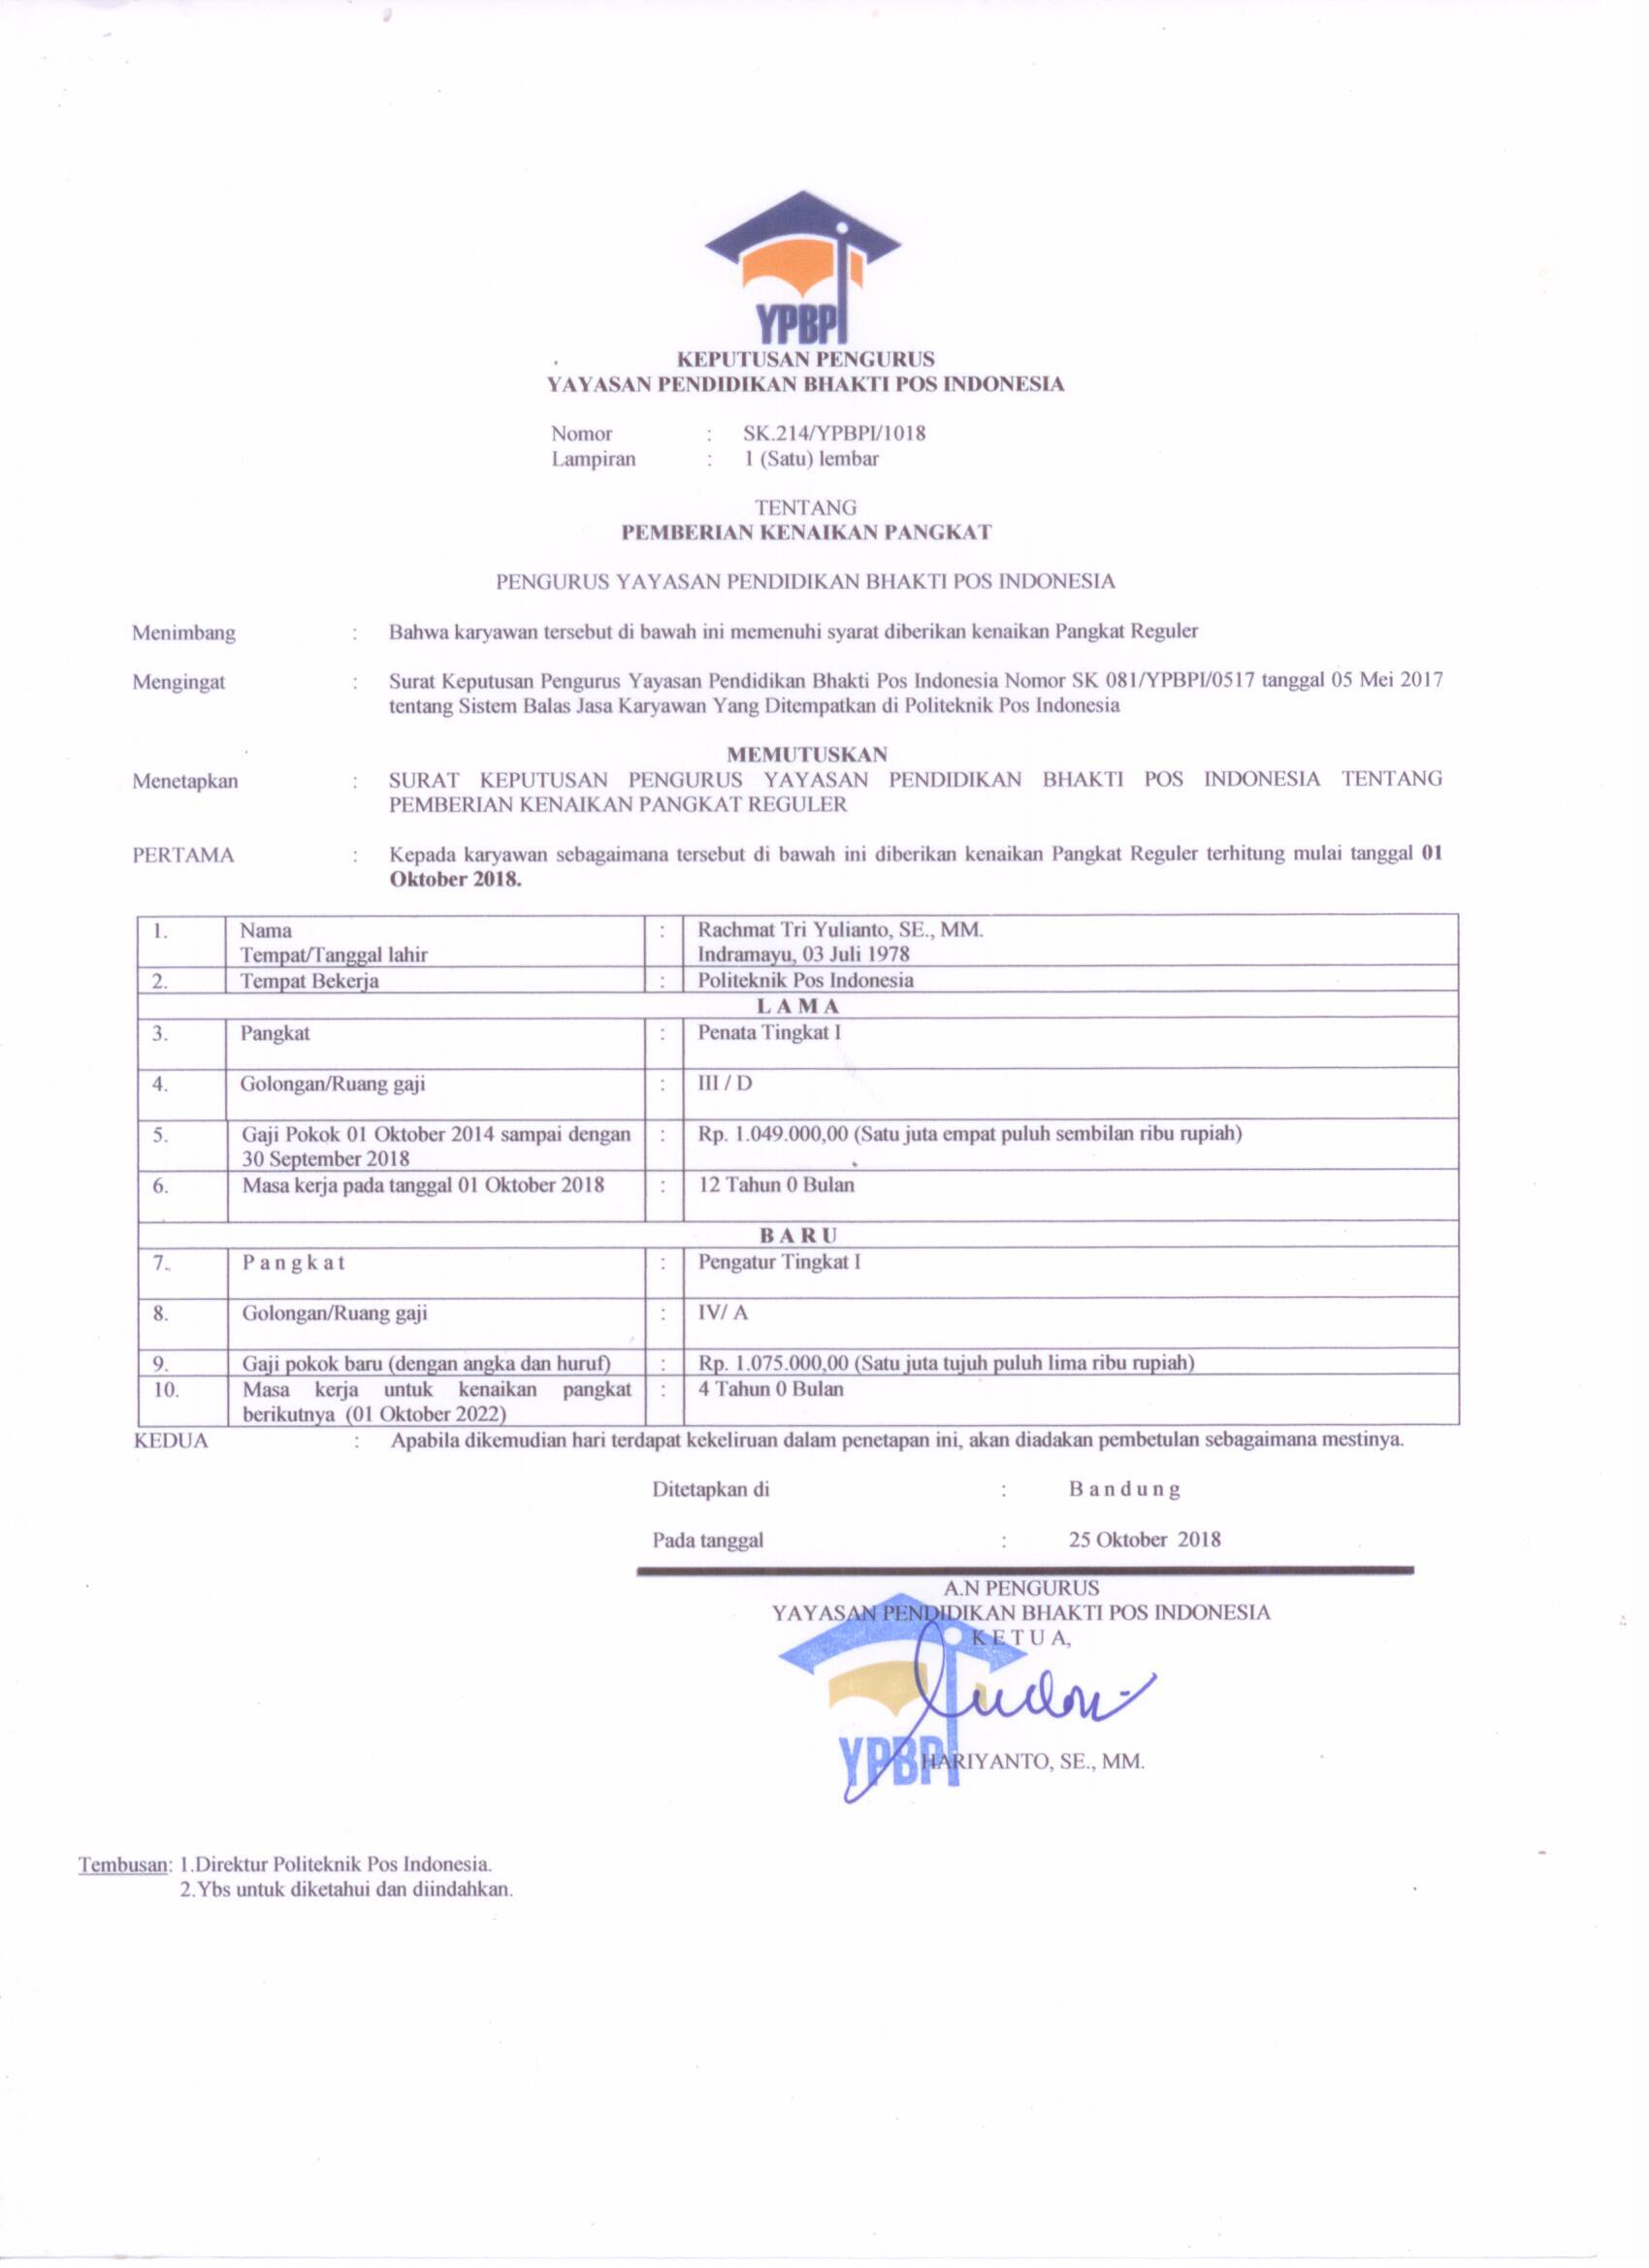 YPBPI
KEPUTUSAN PENGURUS
YAYASAN PENDIDIKAN BHAKTI POS INDONESIA
Nomor : SK.214/YPBPI/1018
Lampiran : 1 (Satu) lembar
TENTANG
PEMBERIAN KENAIKAN PANGKAT
PENGURUS YAYASAN PENDIDIKAN BHAKTI POS INDONESIA
Menimbang : Bahwa karyawan tersebut di bawah ini memenuhi syarat diberikan kenaikan Pangkat Reguler
Mengingat : Surat Keputusan Pengurus Yayasan Pendidikan Bhakti Pos Indonesia Nomor SK 081/YPBPI/0517 tanggal 05 Mei 2017
tentang Sistem Balas Jasa Karyawan Yang Ditempatkan di Politeknik Pos Indonesia
MEMUTUSKAN
Menetapkan : SURAT KEPUTUSAN PENGURUS YAYASAN PENDIDIKAN BHAKTI POS INDONESIA TENTANG
PEMBERIAN KENAIKAN PANGKAT REGULER
PERTAMA : Kepada karyawan sebagaimana tersebut di bawah ini diberikan kenaikan Pangkat Reguler terhitung mulai tanggal 01
Oktober 2018.
1. Nama : Rachmat Tri Yulianto, SE., MM.
Tempat/Tanggal lahir Indramayu, 03 Juli 1978
2. Tempat Bekerja : Politeknik Pos Indonesia
L A M A
3. Pangkat : Penata Tingkat I
4. Golongan/Ruang gaji : III / D
5. Gaji Pokok 01 Oktober 2014 sampai dengan : Rp. 1.049.000,00 (Satu juta empat puluh sembilan ribu rupiah)
30 September 2018
6. Masa kerja pada tanggal 01 Oktober 2018 : 12 Tahun 0 Bulan
B A R U
7. P a n g k a t : Pengatur Tingkat I
8. Golongan/Ruang gaji : IV/ A
9. Gaji pokok baru (dengan angka dan huruf) : Rp. 1.075.000,00 (Satu juta tujuh puluh lima ribu rupiah)
10. Masa kerja untuk kenaikan pangkat : 4 Tahun 0 Bulan
berikutnya (01 Oktober 2022)
KEDUA : Apabila dikemudian hari terdapat kekeliruan dalam penetapan ini, akan diadakan pembetulan sebagaimana mestinya.
Ditetapkan di : B a n d u n g
Pada tanggal : 25 Oktober 2018
A.N PENGURUS
YAYASAN PENDIDIKAN BHAKTI POS INDONESIA
K E T U A,
YPBPI
HARIYANTO, SE., MM.
Tembusan: 1.Direktur Politeknik Pos Indonesia.
2.Ybs untuk diketahui dan diindahkan.